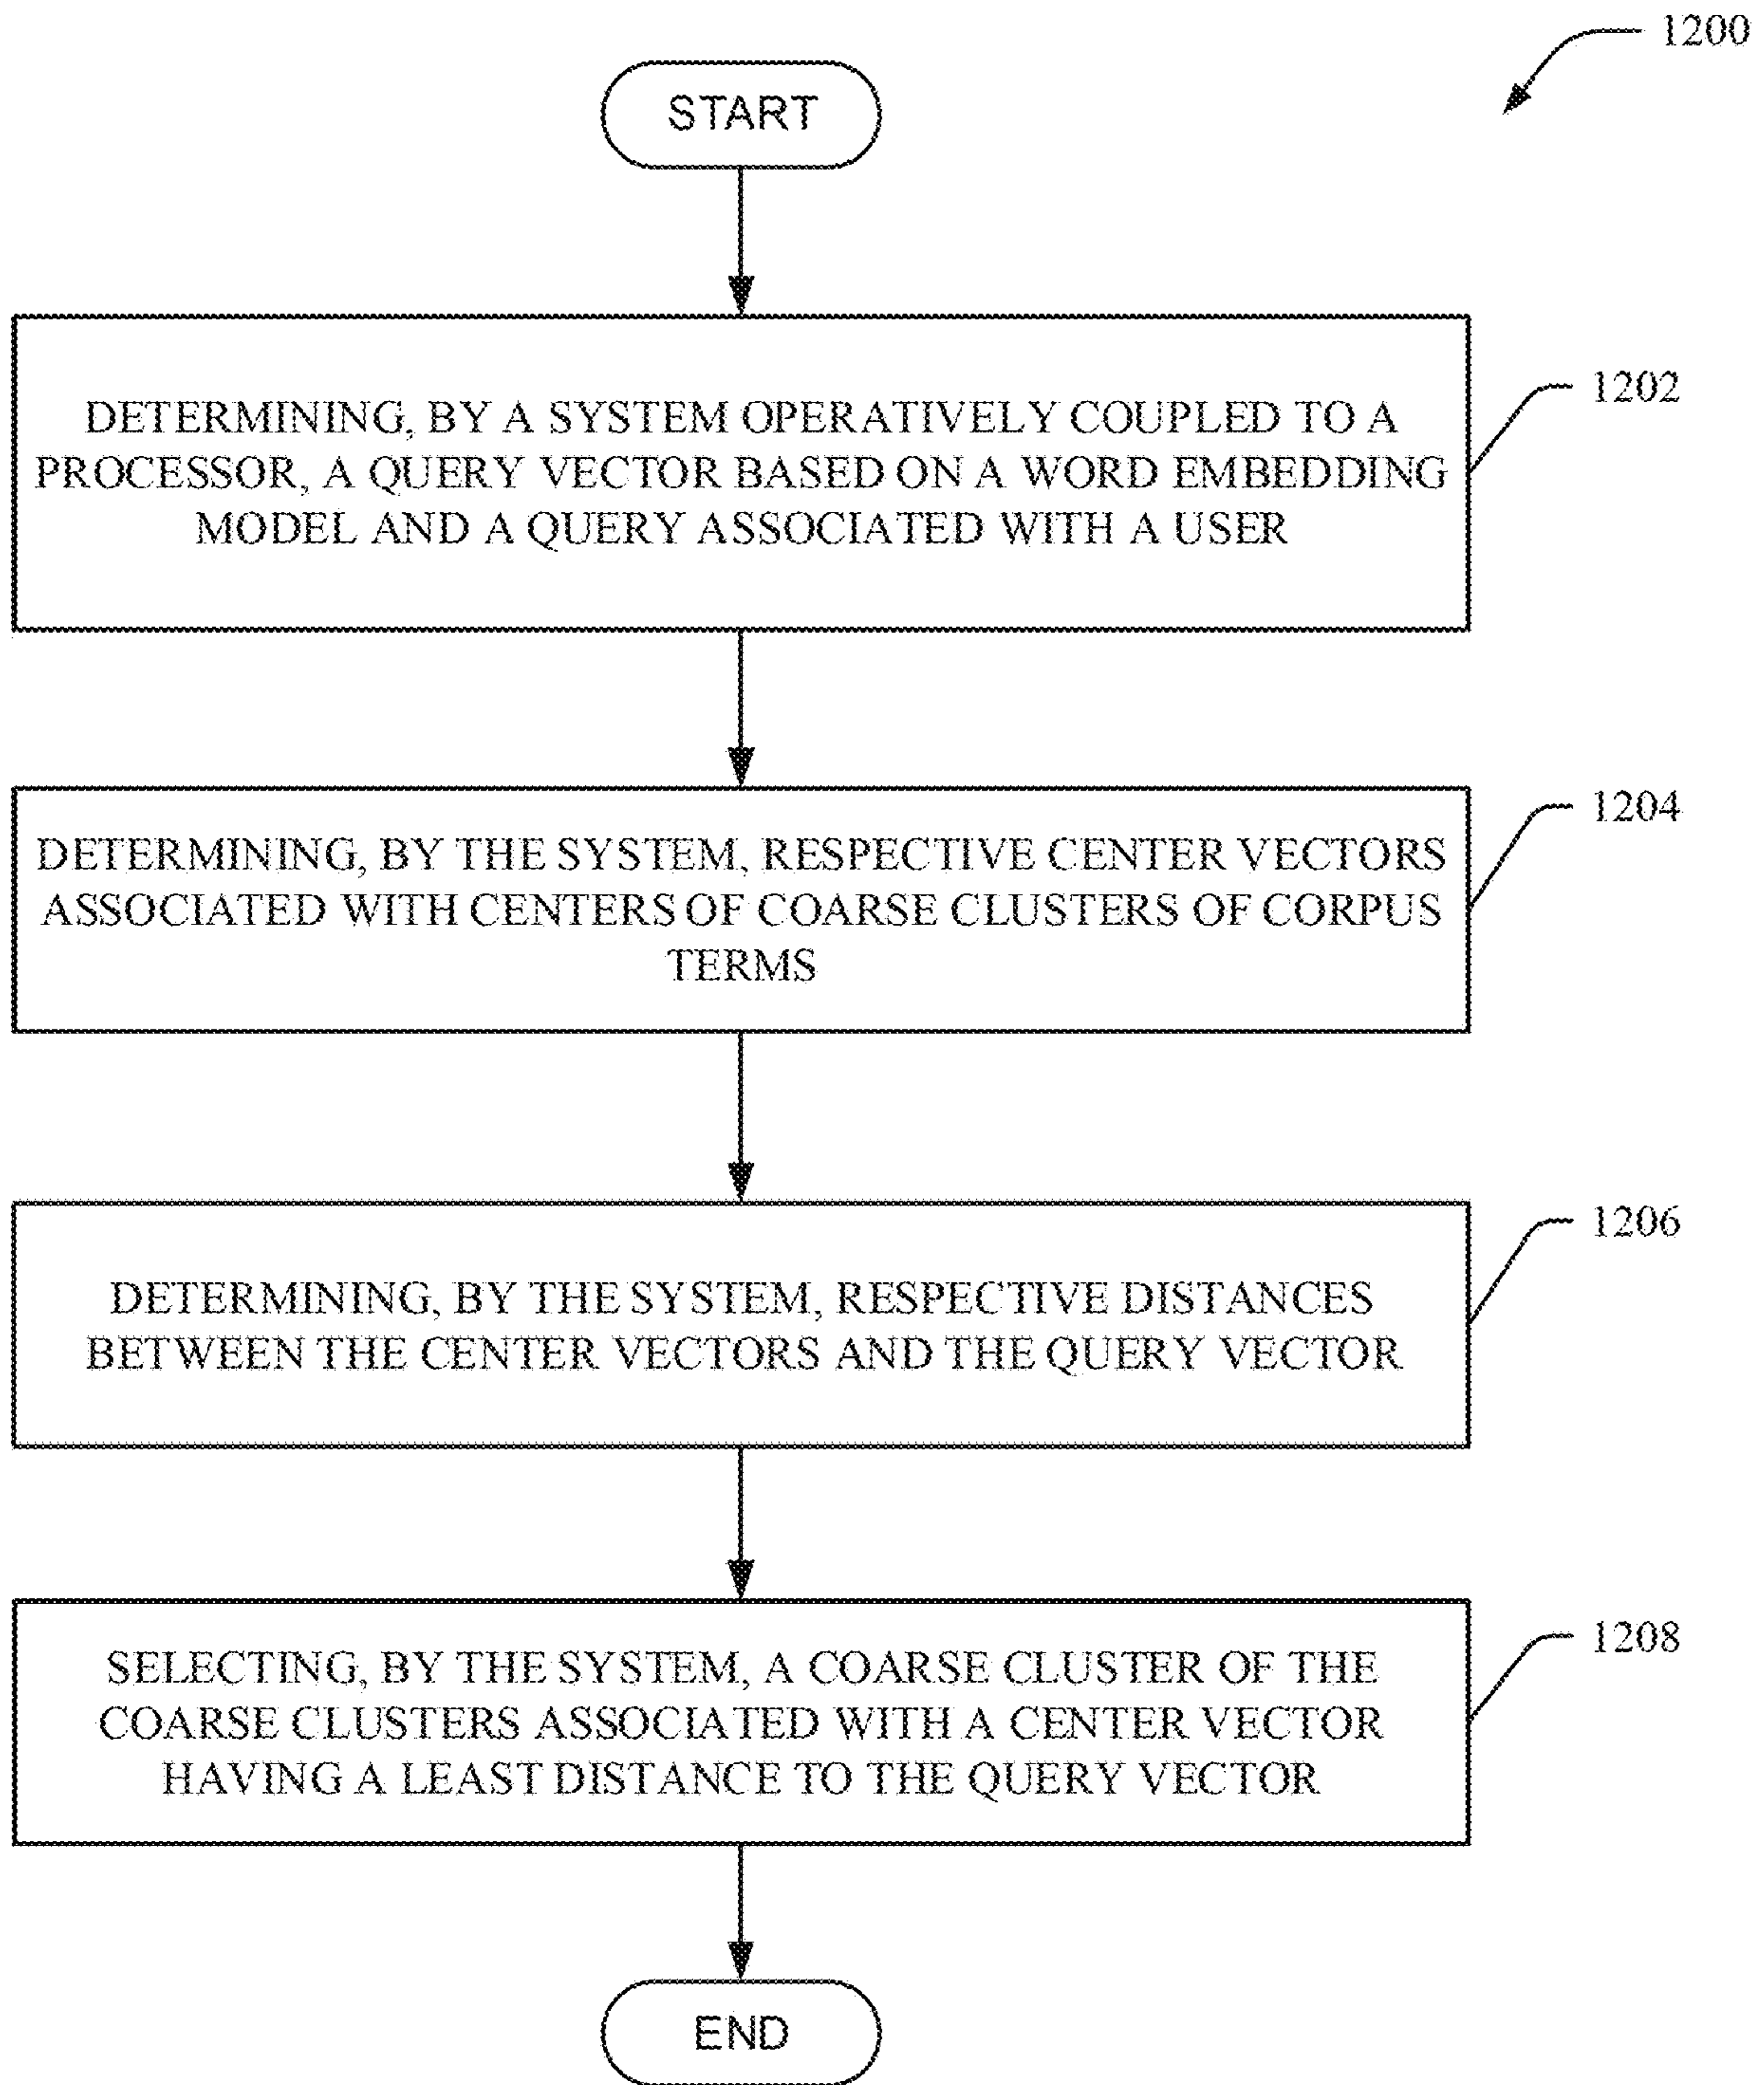 1200
START
DETERMINING, BY A SYSTEM OPERATIVELY COUPLED TO A
PROCESSOR, A QUERY VECTOR BASED ON A WORD EMBEDDING
MODEL AND A QUERY ASSOCIATED WITH A USER
1202
DETERMINING, BY THE SYSTEM, RESPECTIVE CENTER VECTORS
ASSOCIATED WITH CENTERS OF COARSE CLUSTERS OF CORPUS
TERMS
1204
DETERMINING, BY THE SYSTEM, RESPECTIVE DISTANCES
BETWEEN THE CENTER VECTORS AND THE QUERY VECTOR
1206
SELECTING, BY THE SYSTEM, A COARSE CLUSTER OF THE
COARSE CLUSTERS ASSOCIATED WITH A CENTER VECTOR
HAVING A LEAST DISTANCE TO THE QUERY VECTOR
1208
END